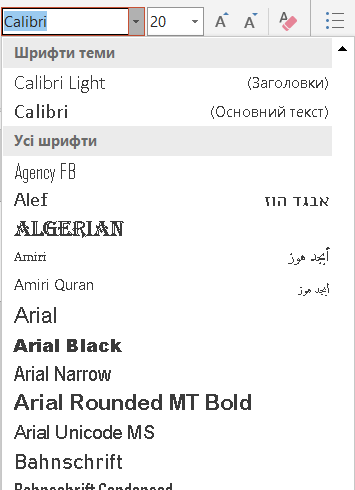 Calibri 20 A A A
Шрифти теми
Calibri Light (Заголовки)
Calibri (Основний текст)
Усі шрифти
Agency FB
Alef אבגד הוז
ALGERIAN
Amiri أبجد هوز
Amiri Quran أبجد هوز
Arial
Arial Black
Arial Narrow
Arial Rounded MT Bold
Arial Unicode MS
Bahnschrift
Bahnschrift Condensed